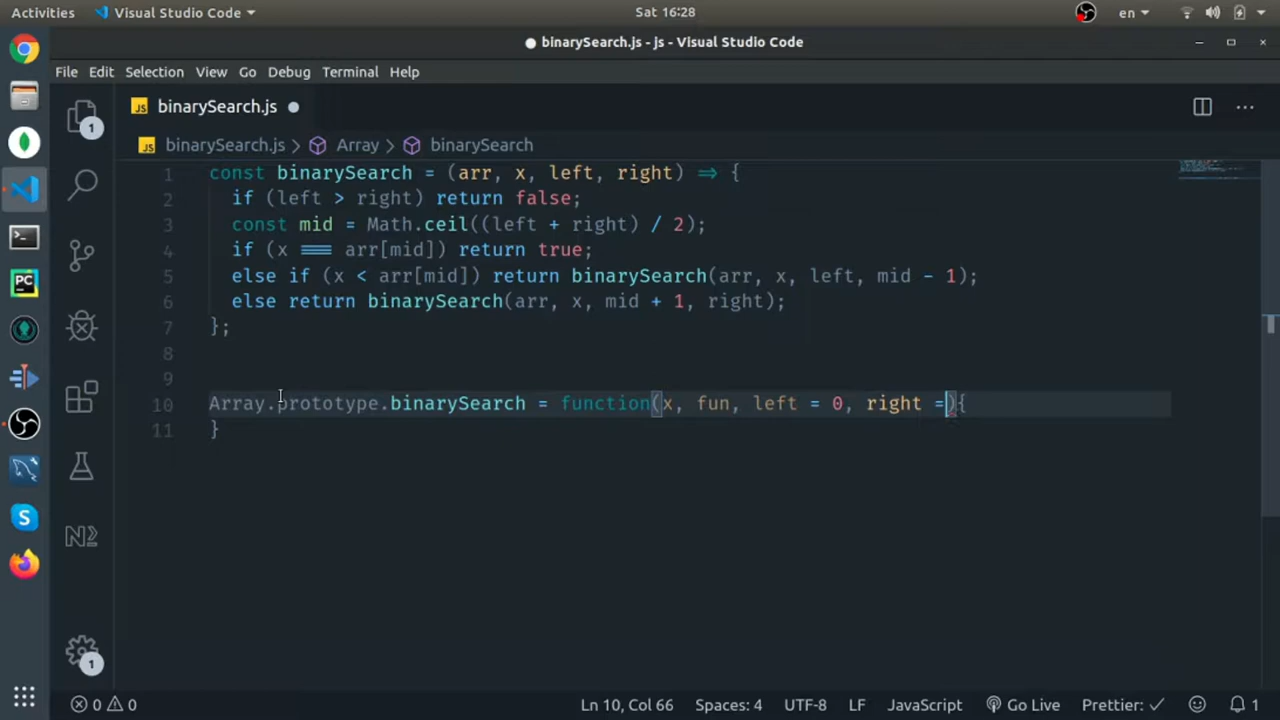 Activities Visual Studio Code Sat 16:28 en
binarySearch.js - js - Visual Studio Code
File Edit Selection View Go Debug Terminal Help
JS binarySearch.js
JS binarySearch.js > Array > binarySearch
1 const binarySearch = (arr, x, left, right) => {
2 if (left > right) return false;
3 const mid = Math.ceil((left + right) / 2);
4 if (x === arr[mid]) return true;
5 else if (x < arr[mid]) return binarySearch(arr, x, left, mid - 1);
6 else return binarySearch(arr, x, mid + 1, right);
7 };
8
9
10 Array.prototype.binarySearch = function(x, fun, left = 0, right =){
11 }
1
PC
S
N
1
0 0 Ln 10, Col 66 Spaces: 4 UTF-8 LF JavaScript Go Live Prettier: ✓ 1